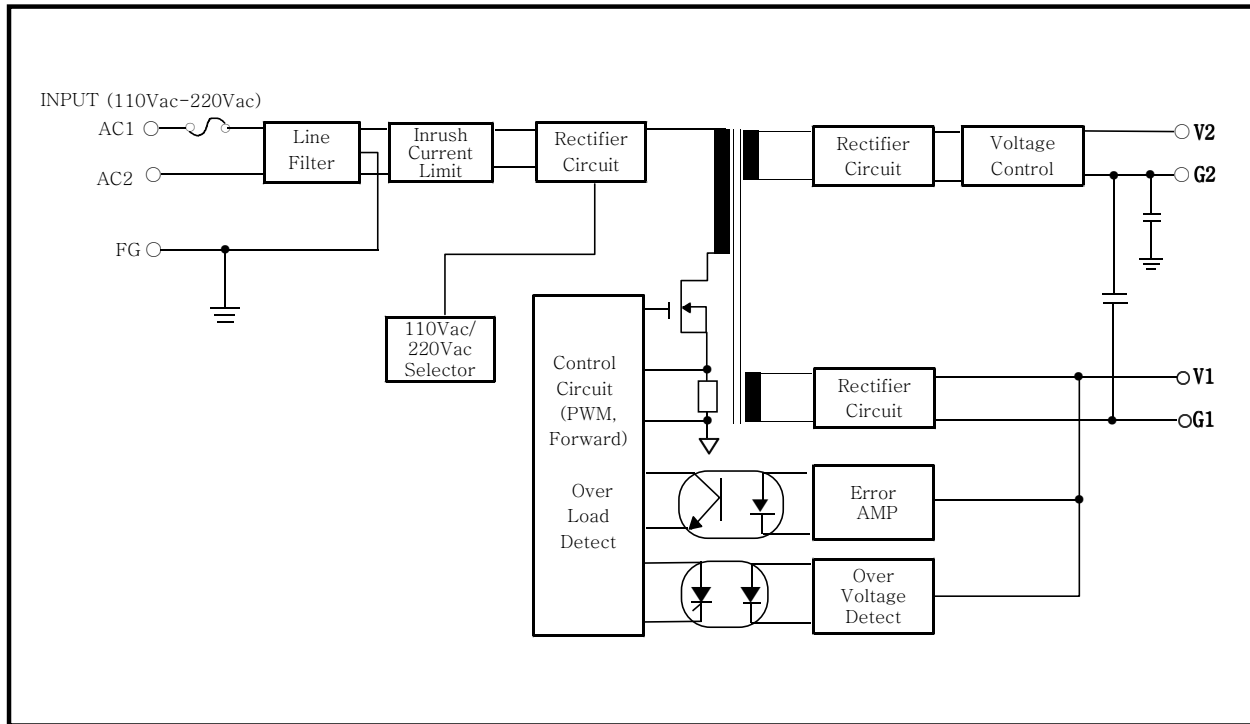 INPUT (110Vac-220Vac)
AC1
AC2
FG
Line
Filter
Inrush
Current
Limit
Rectifier
Circuit
110Vac/
220Vac
Selector
Rectifier
Circuit
Voltage
Control
V2
G2
Control
Circuit
(PWM,
Forward)
Over
Load
Detect
Rectifier
Circuit
V1
G1
Error
AMP
Over
Voltage
Detect